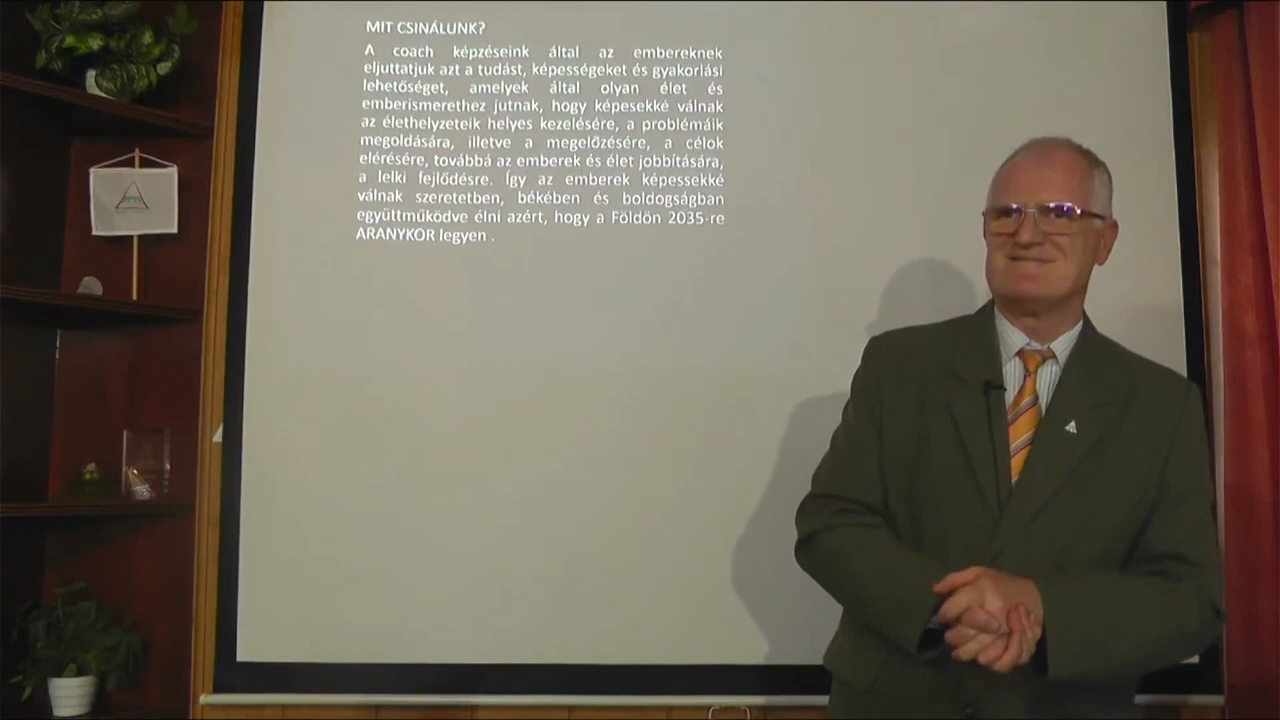 MIT CSINÁLUNK?
A coach képzéseink által az embereknek
eljuttatjuk azt a tudást, képességeket és gyakorlási
lehetőséget, amelyek által olyan élet és
emberismerethez jutnak, hogy képesekké válnak
az élethelyzeteik helyes kezelésére, a problémáik
megoldására, illetve a megelőzésére, a célok
elérésére, továbbá az emberek és élet jobbítására,
a lelki fejlődésre. Így az emberek képessekké
válnak szeretetben, békében és boldogságban
együttműködve élni azért, hogy a Földön 2035-re
ARANYKOR legyen .